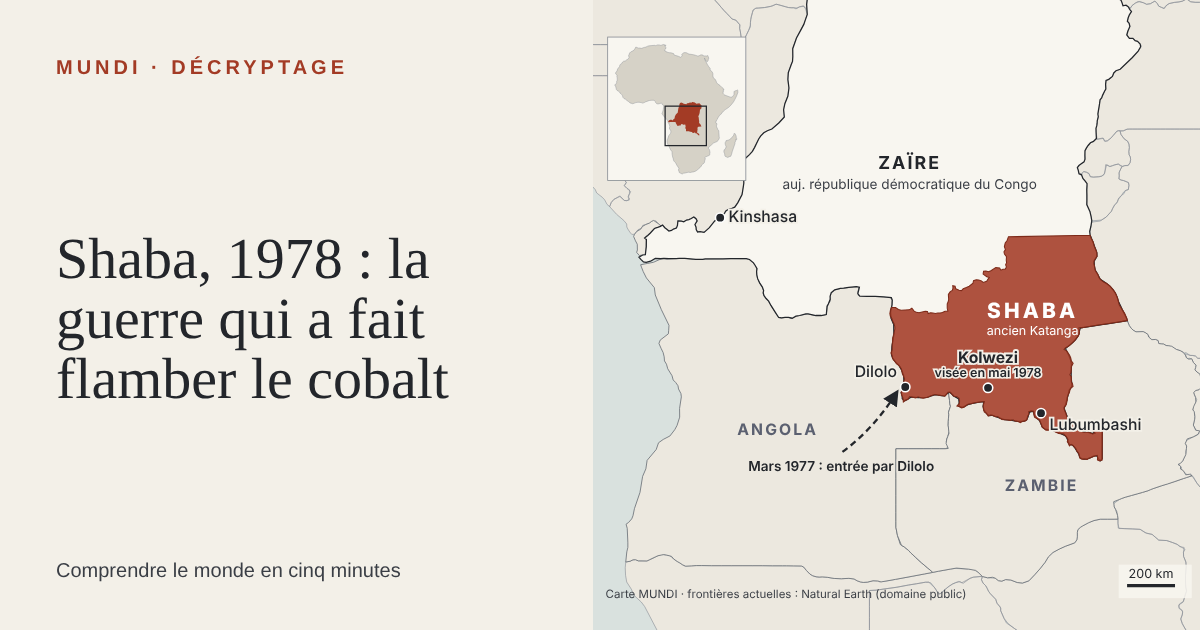 MUNDI · DÉCRYPTAGE
Shaba, 1978 : la
guerre qui a fait
flamber le cobalt
Comprendre le monde en cinq minutes
ZAÏRE
auj. république démocratique du Congo
Kinshasa
SHABA
ancien Katanga
Kolwezi
visée en mai 1978
Dilolo
Lubumbashi
ANGOLA
Mars 1977 : entrée par Dilolo
ZAMBIE
200 km
Carte MUNDI · frontières actuelles : Natural Earth (domaine public)